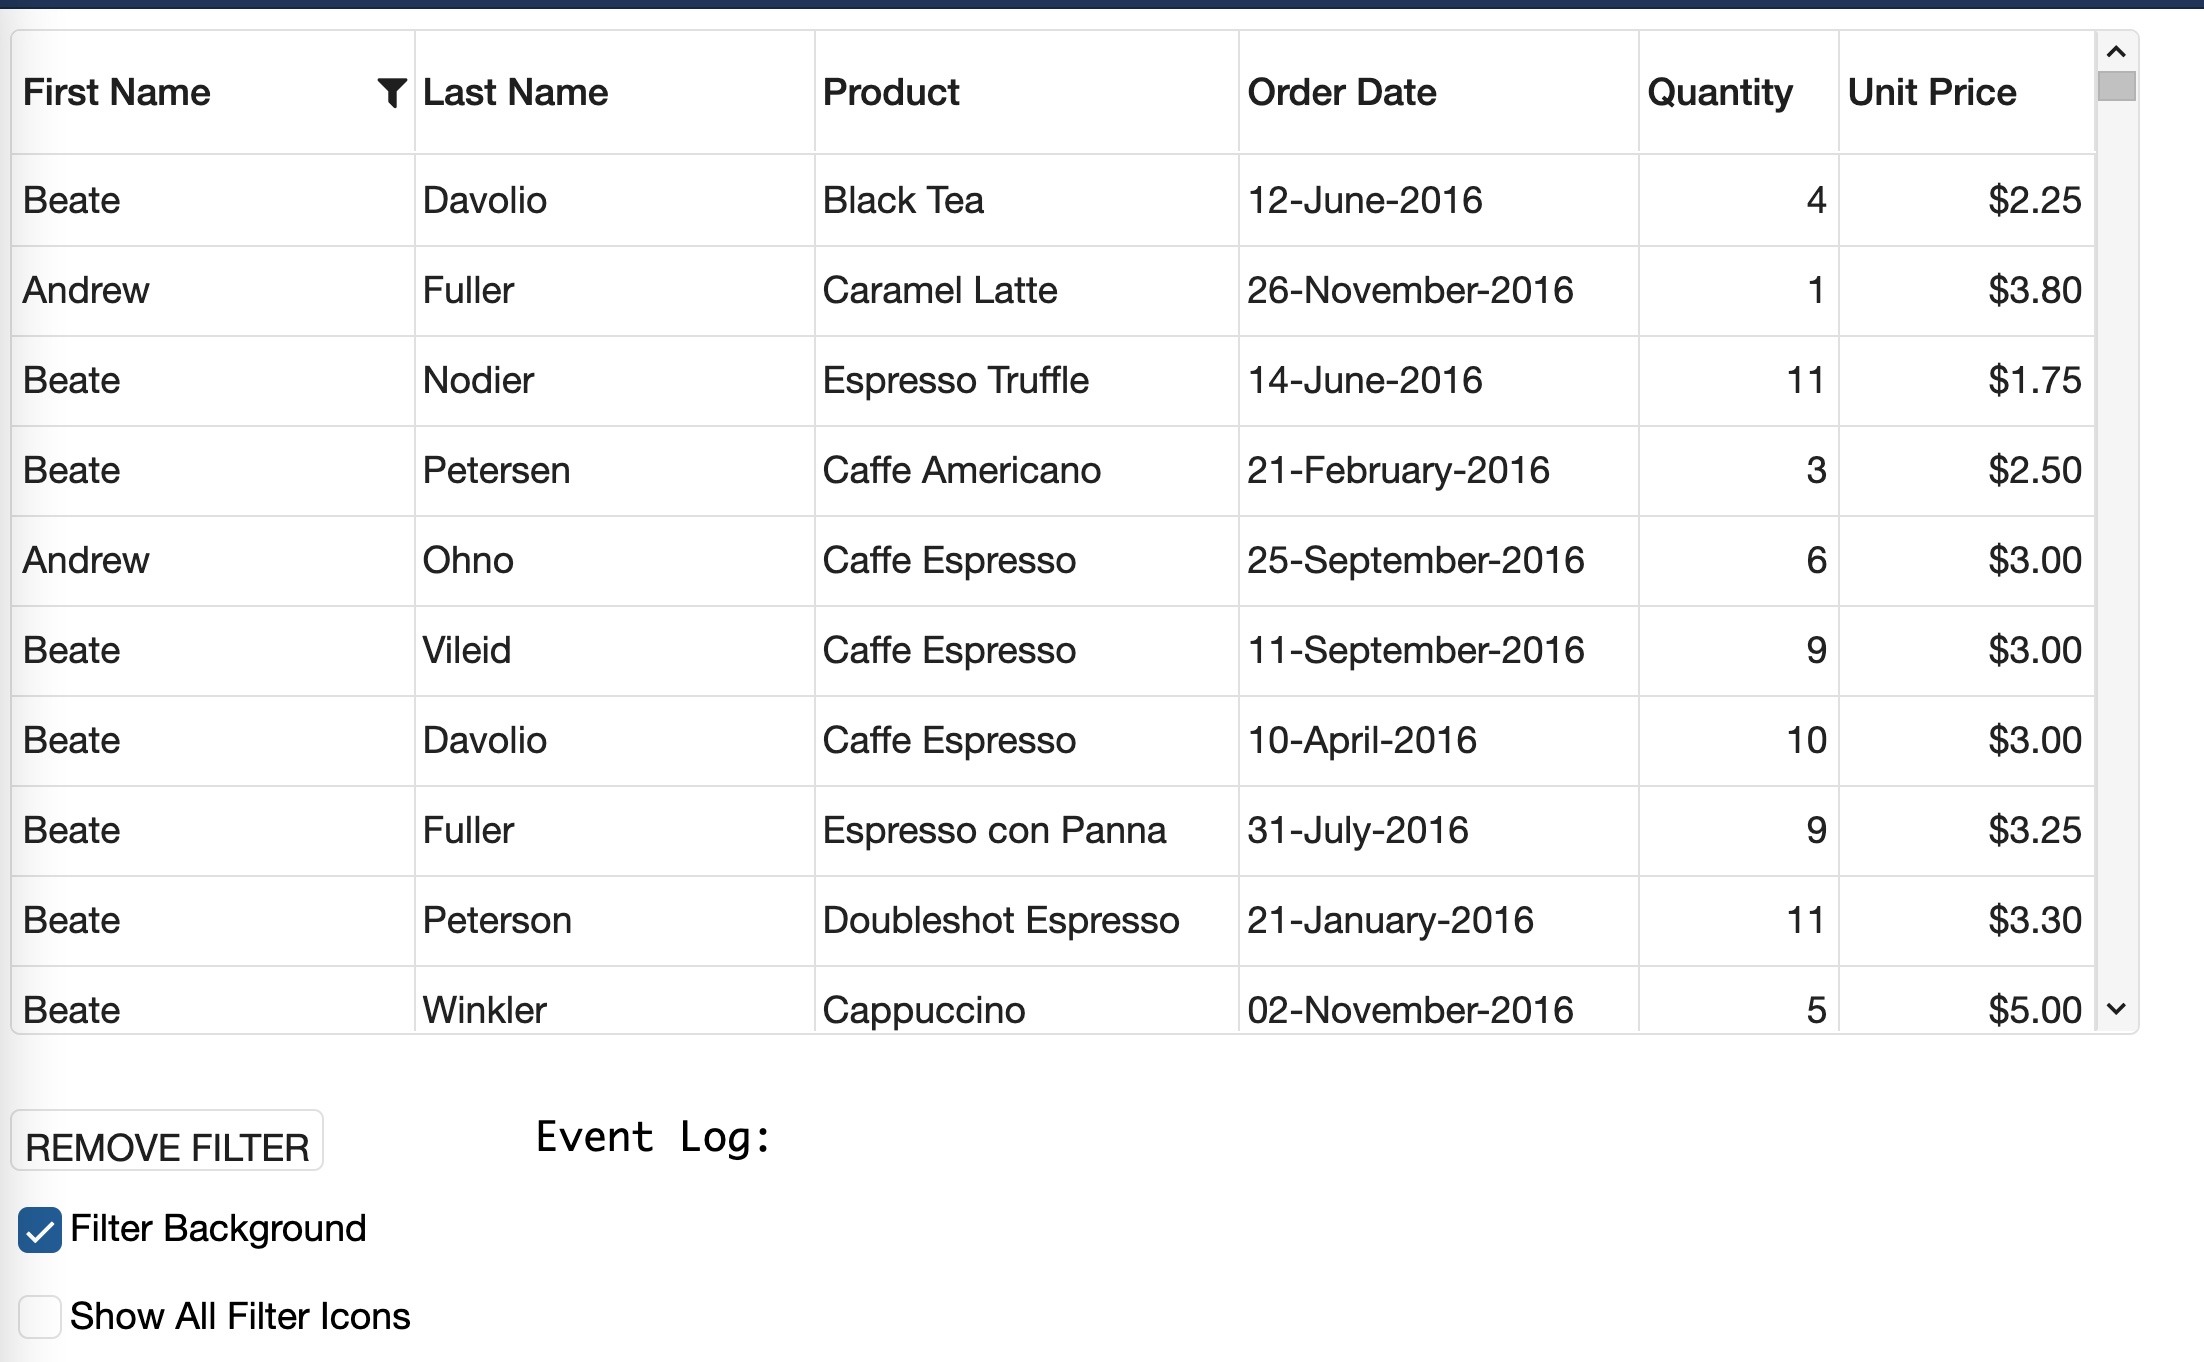 First Name Last Name Product Order Date Quantity Unit Price
Beate Davolio Black Tea 12-June-2016 4 $2.25
Andrew Fuller Caramel Latte 26-November-2016 1 $3.80
Beate Nodier Espresso Truffle 14-June-2016 11 $1.75
Beate Petersen Caffe Americano 21-February-2016 3 $2.50
Andrew Ohno Caffe Espresso 25-September-2016 6 $3.00
Beate Vileid Caffe Espresso 11-September-2016 9 $3.00
Beate Davolio Caffe Espresso 10-April-2016 10 $3.00
Beate Fuller Espresso con Panna 31-July-2016 9 $3.25
Beate Peterson Doubleshot Espresso 21-January-2016 11 $3.30
Beate Winkler Cappuccino 02-November-2016 5 $5.00
REMOVE FILTER Event Log:
Filter Background
Show All Filter Icons